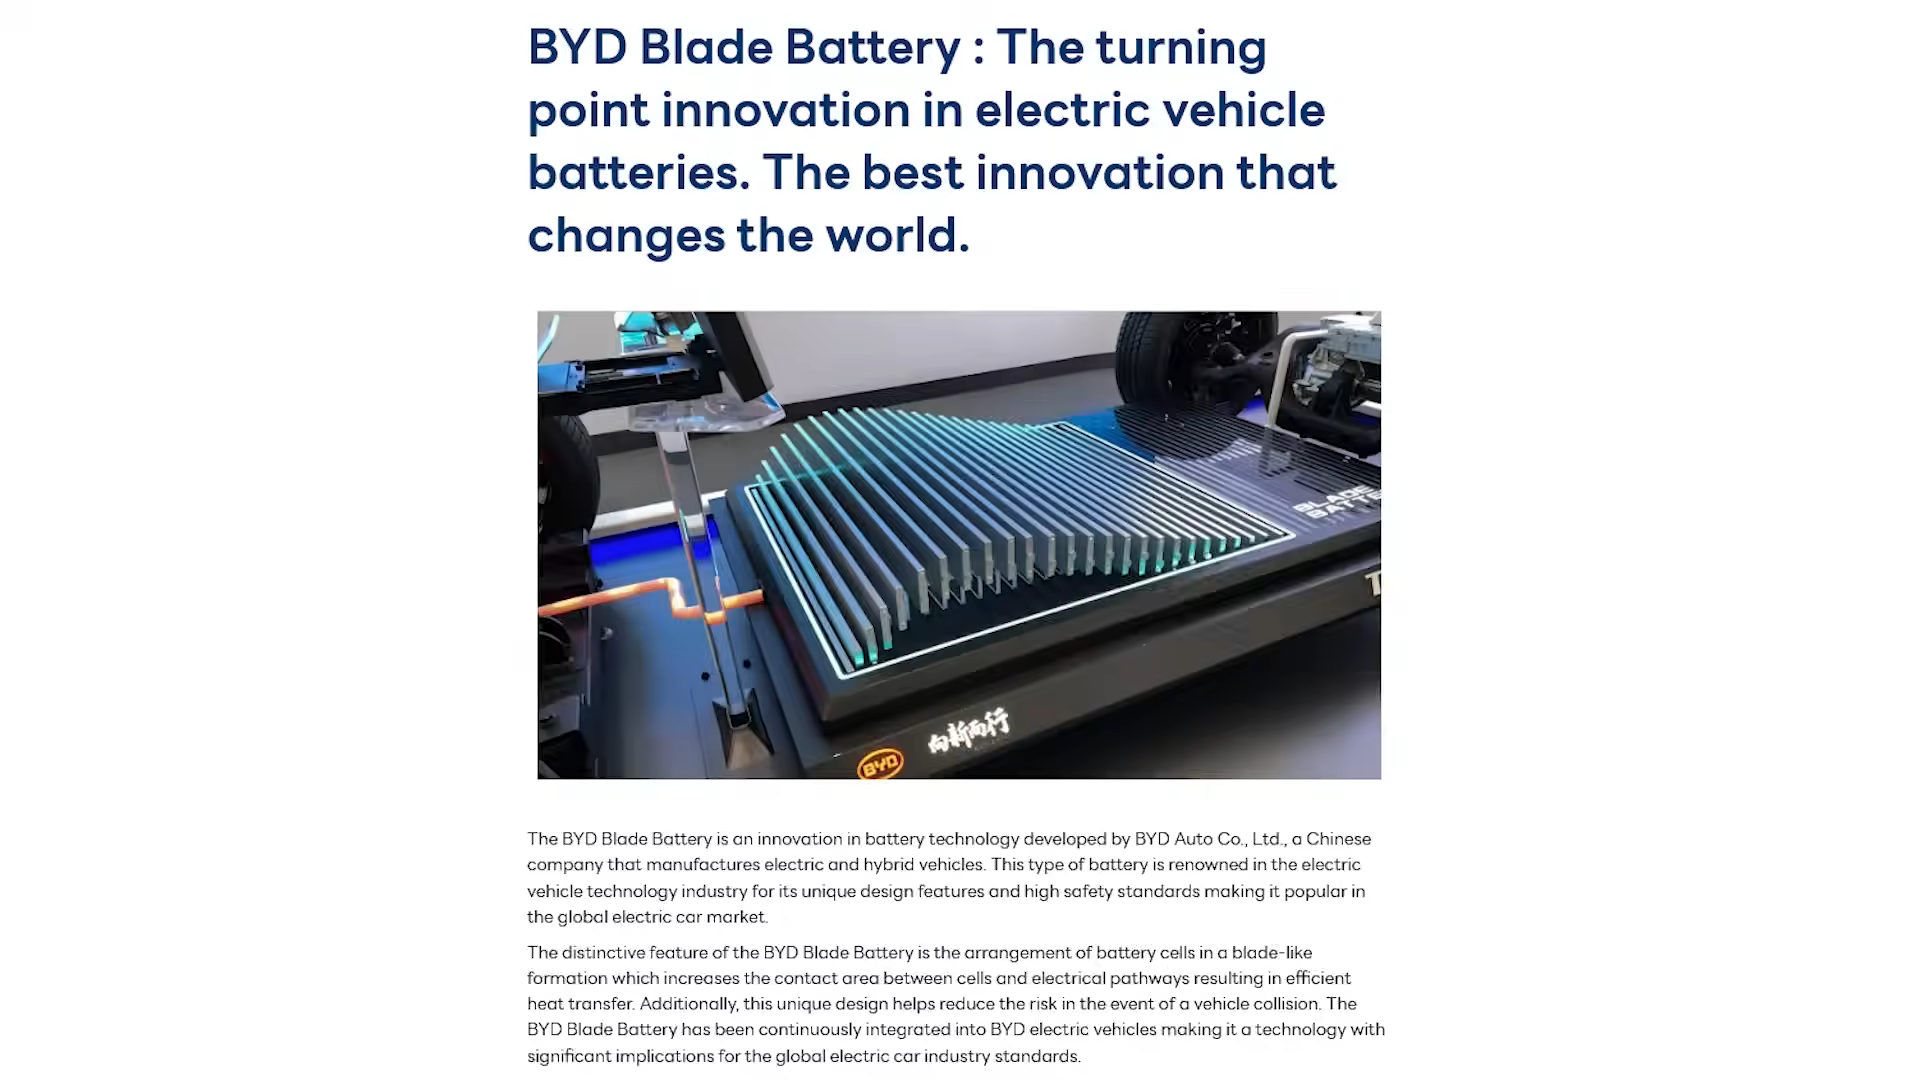 BYD Blade Battery : The turning
point innovation in electric vehicle
batteries. The best innovation that
changes the world.
BLADE
BATTE
T
BYD
向新而行
The BYD Blade Battery is an innovation in battery technology developed by BYD Auto Co., Ltd., a Chinese
company that manufactures electric and hybrid vehicles. This type of battery is renowned in the electric
vehicle technology industry for its unique design features and high safety standards making it popular in
the global electric car market.
The distinctive feature of the BYD Blade Battery is the arrangement of battery cells in a blade-like
formation which increases the contact area between cells and electrical pathways resulting in efficient
heat transfer. Additionally, this unique design helps reduce the risk in the event of a vehicle collision. The
BYD Blade Battery has been continuously integrated into BYD electric vehicles making it a technology with
significant implications for the global electric car industry standards.